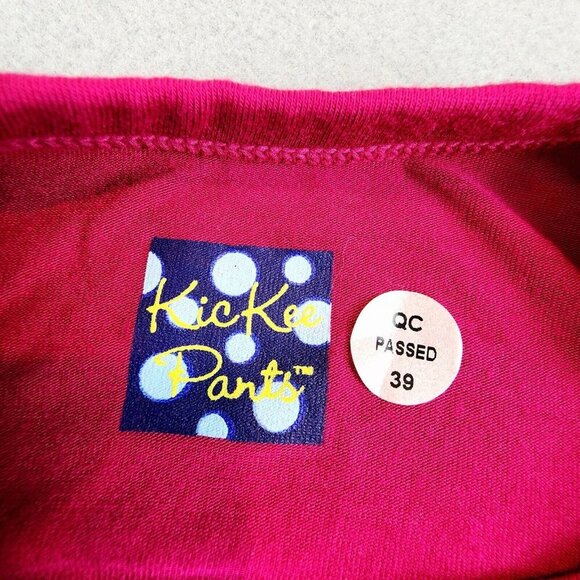 KicKee
Pants™
QC
PASSED
39